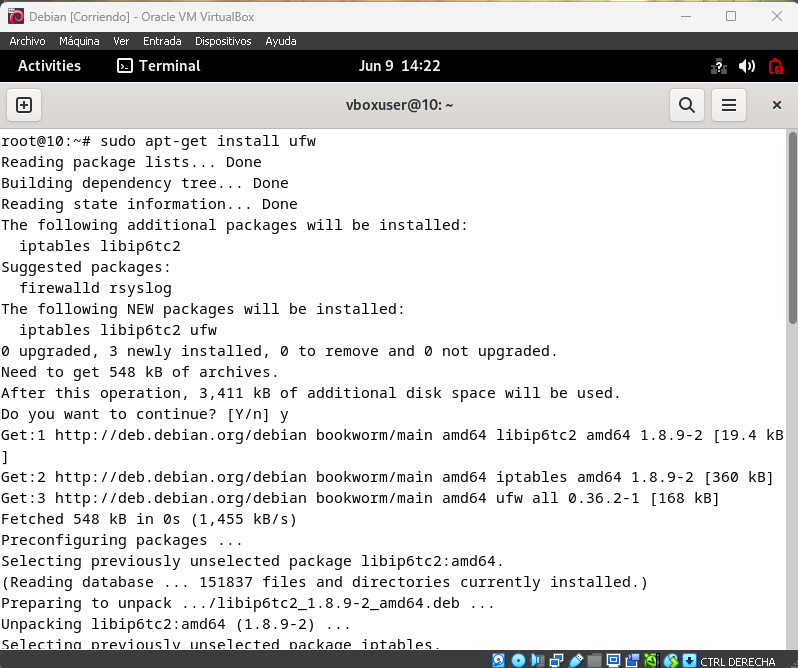 Debian [Corriendo] - Oracle VM VirtualBox
Archivo Máquina Ver Entrada Dispositivos Ayuda
Activities Terminal Jun 9 14:22
vboxuser@10: ~
root@10:~# sudo apt-get install ufw
Reading package lists... Done
Building dependency tree... Done
Reading state information... Done
The following additional packages will be installed:
  iptables libip6tc2
Suggested packages:
  firewalld rsyslog
The following NEW packages will be installed:
  iptables libip6tc2 ufw
0 upgraded, 3 newly installed, 0 to remove and 0 not upgraded.
Need to get 548 kB of archives.
After this operation, 3,411 kB of additional disk space will be used.
Do you want to continue? [Y/n] y
Get:1 http://deb.debian.org/debian bookworm/main amd64 libip6tc2 amd64 1.8.9-2 [19.4 kB
]
Get:2 http://deb.debian.org/debian bookworm/main amd64 iptables amd64 1.8.9-2 [360 kB]
Get:3 http://deb.debian.org/debian bookworm/main amd64 ufw all 0.36.2-1 [168 kB]
Fetched 548 kB in 0s (1,455 kB/s)
Preconfiguring packages ...
Selecting previously unselected package libip6tc2:amd64.
(Reading database ... 151837 files and directories currently installed.)
Preparing to unpack .../libip6tc2_1.8.9-2_amd64.deb ...
Unpacking libip6tc2:amd64 (1.8.9-2) ...
Selecting previously unselected package iptables.
CTRL DERECHA